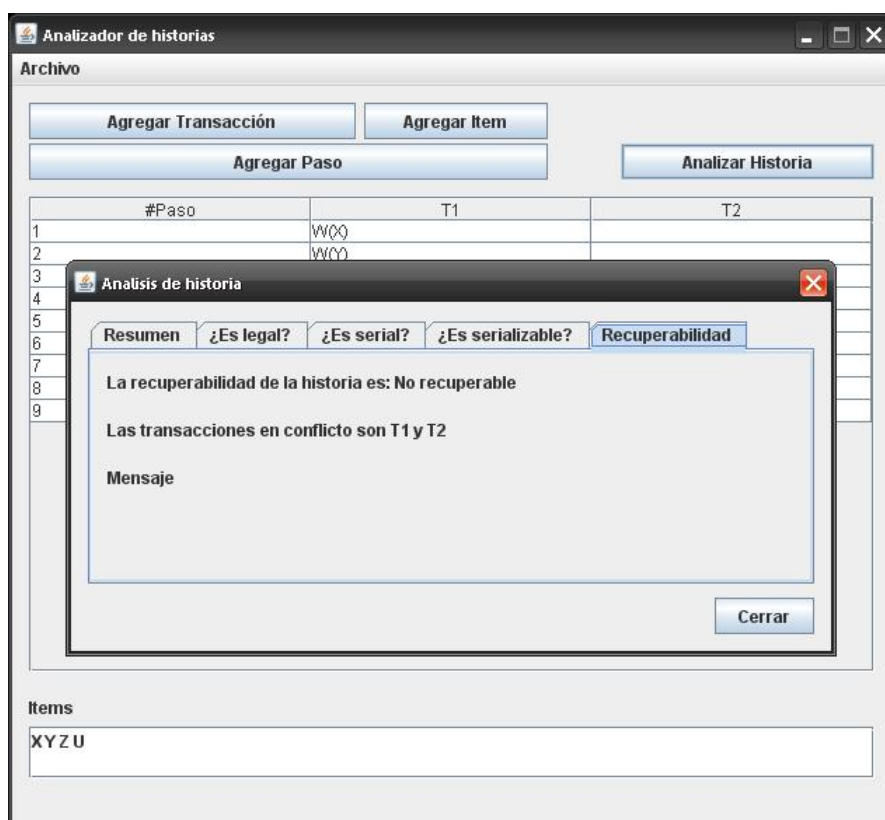 Analizador de historias
Archivo
Agregar Transacción Agregar Item
Agregar Paso Analizar Historia
#Paso T1 T2
1 W(X)
2 W(Y)
3
Analisis de historia
4
5
Resumen ¿Es legal? ¿Es serial? ¿Es serializable? Recuperabilidad
6
7
La recuperabilidad de la historia es: No recuperable
8
9
Las transacciones en conflicto son T1 y T2
Mensaje
Cerrar
Items
X Y Z U